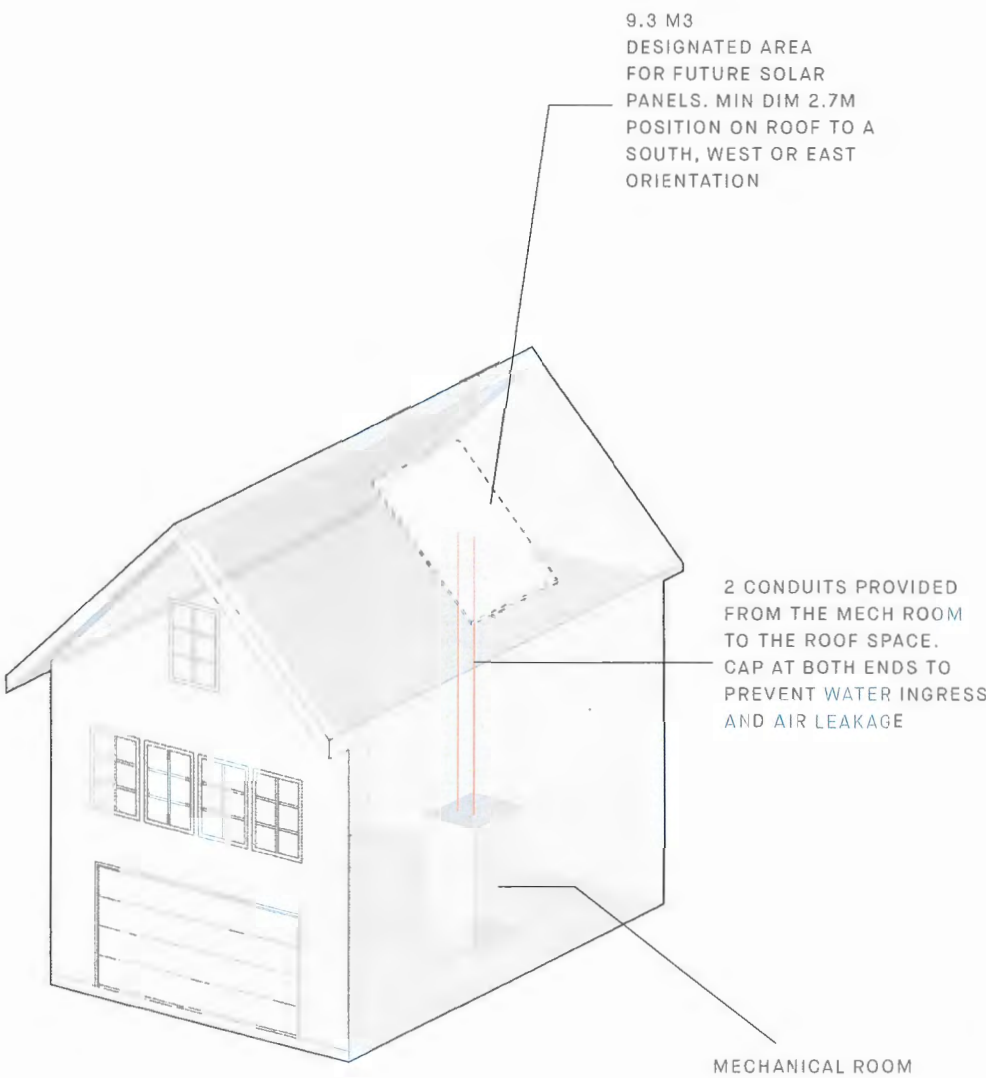 9.3 M3
DESIGNATED AREA
FOR FUTURE SOLAR
PANELS. MIN DIM 2.7M
POSITION ON ROOF TO A
SOUTH, WEST OR EAST
ORIENTATION
2 CONDUITS PROVIDED
FROM THE MECH ROOM
TO THE ROOF SPACE.
CAP AT BOTH ENDS TO
PREVENT WATER INGRESS
AND AIR LEAKAGE
MECHANICAL ROOM